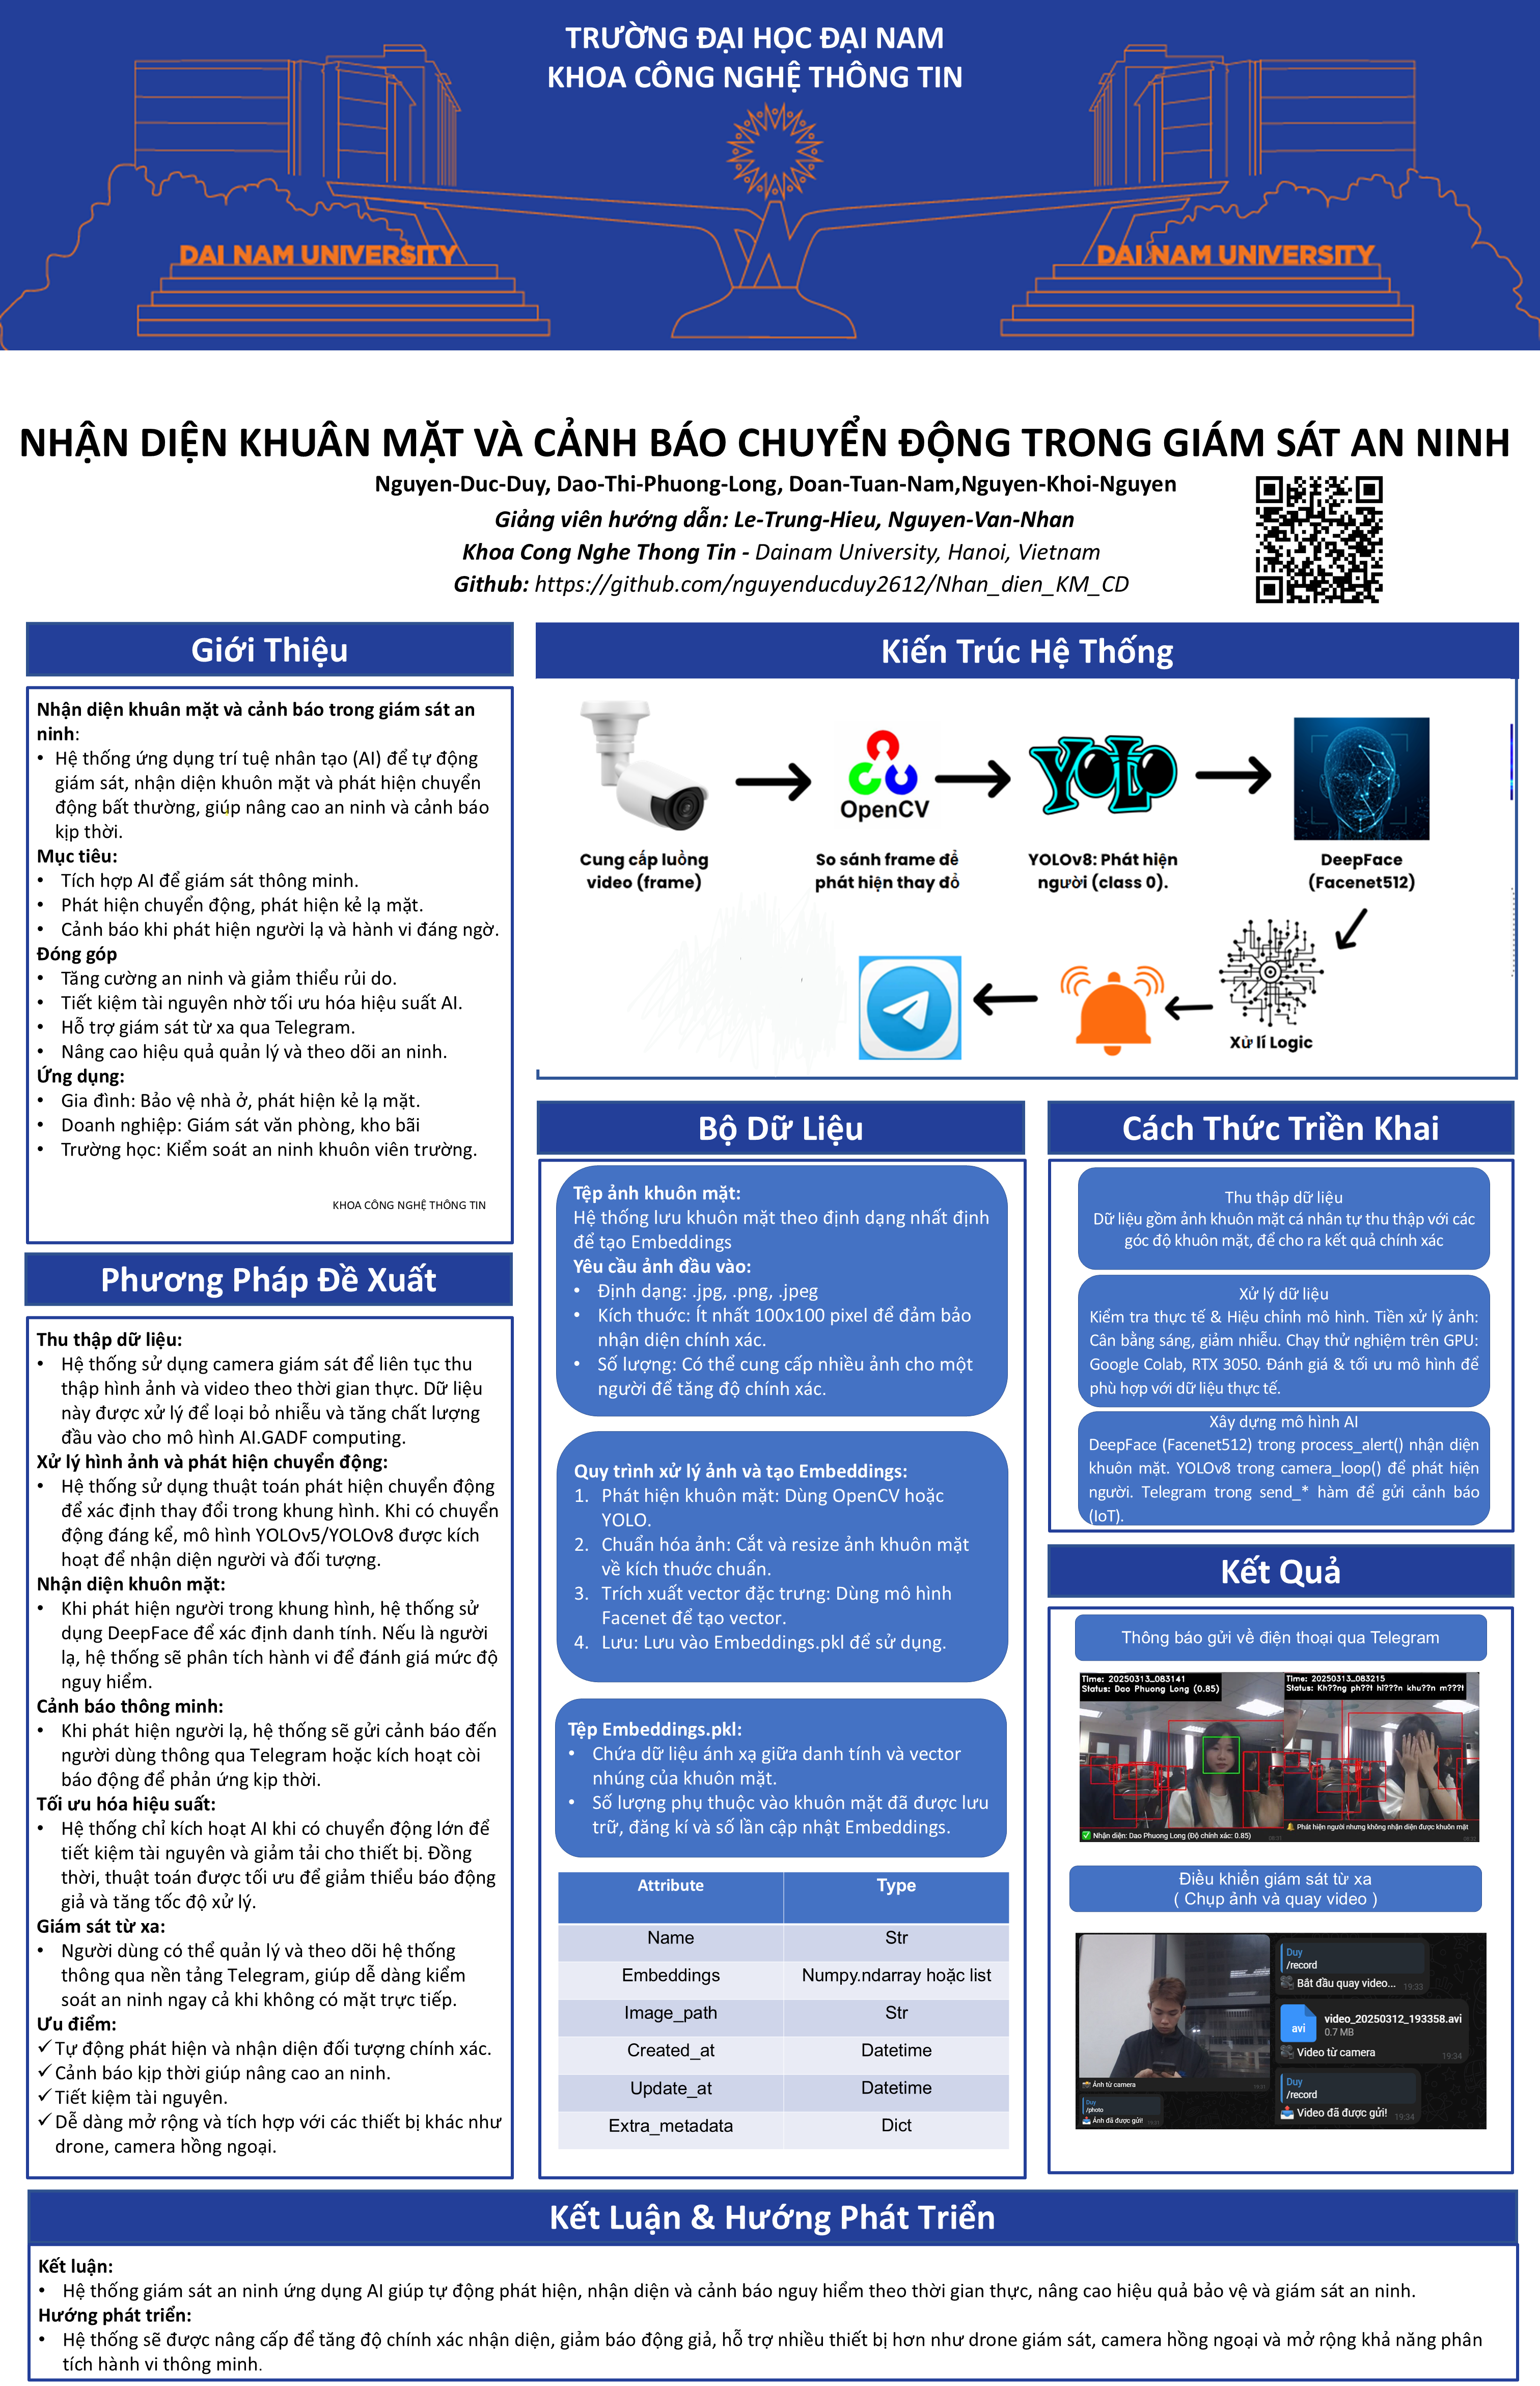 TRƯỜNG ĐẠI HỌC ĐẠI NAM
KHOA CÔNG NGHỆ THÔNG TIN
DAI NAM UNIVERSITY
DAI NAM UNIVERSITY
NHẬN DIỆN KHUÂN MẶT VÀ CẢNH BÁO CHUYỂN ĐỘNG TRONG GIÁM SÁT AN NINH
Nguyen-Duc-Duy, Dao-Thi-Phuong-Long, Doan-Tuan-Nam,Nguyen-Khoi-Nguyen
Giảng viên hướng dẫn: Le-Trung-Hieu, Nguyen-Van-Nhan
Khoa Cong Nghe Thong Tin - Dainam University, Hanoi, Vietnam
Github: https://github.com/nguyenducduy2612/Nhan_dien_KM_CD
Giới Thiệu
Nhận diện khuân mặt và cảnh báo trong giám sát an
ninh:
• Hệ thống ứng dụng trí tuệ nhân tạo (AI) để tự động
giám sát, nhận diện khuôn mặt và phát hiện chuyển
động bất thường, giúp nâng cao an ninh và cảnh báo
kịp thời.
Mục tiêu:
• Tích hợp AI để giám sát thông minh.
• Phát hiện chuyển động, phát hiện kẻ lạ mặt.
• Cảnh báo khi phát hiện người lạ và hành vi đáng ngờ.
Đóng góp
• Tăng cường an ninh và giảm thiểu rủi do.
• Tiết kiệm tài nguyên nhờ tối ưu hóa hiệu suất AI.
• Hỗ trợ giám sát từ xa qua Telegram.
• Nâng cao hiệu quả quản lý và theo dõi an ninh.
Ứng dụng:
• Gia đình: Bảo vệ nhà ở, phát hiện kẻ lạ mặt.
• Doanh nghiệp: Giám sát văn phòng, kho bãi
• Trường học: Kiểm soát an ninh khuôn viên trường.
KHOA CÔNG NGHỆ THÔNG TIN
Phương Pháp Đề Xuất
Thu thập dữ liệu:
• Hệ thống sử dụng camera giám sát để liên tục thu
thập hình ảnh và video theo thời gian thực. Dữ liệu
này được xử lý để loại bỏ nhiễu và tăng chất lượng
đầu vào cho mô hình AI.GADF computing.
Xử lý hình ảnh và phát hiện chuyển động:
• Hệ thống sử dụng thuật toán phát hiện chuyển động
để xác định thay đổi trong khung hình. Khi có chuyển
động đáng kể, mô hình YOLOv5/YOLOv8 được kích
hoạt để nhận diện người và đối tượng.
Nhận diện khuôn mặt:
• Khi phát hiện người trong khung hình, hệ thống sử
dụng DeepFace để xác định danh tính. Nếu là người
lạ, hệ thống sẽ phân tích hành vi để đánh giá mức độ
nguy hiểm.
Cảnh báo thông minh:
• Khi phát hiện người lạ, hệ thống sẽ gửi cảnh báo đến
người dùng thông qua Telegram hoặc kích hoạt còi
báo động để phản ứng kịp thời.
Tối ưu hóa hiệu suất:
• Hệ thống chỉ kích hoạt AI khi có chuyển động lớn để
tiết kiệm tài nguyên và giảm tải cho thiết bị. Đồng
thời, thuật toán được tối ưu để giảm thiểu báo động
giả và tăng tốc độ xử lý.
Giám sát từ xa:
• Người dùng có thể quản lý và theo dõi hệ thống
thông qua nền tảng Telegram, giúp dễ dàng kiểm
soát an ninh ngay cả khi không có mặt trực tiếp.
Ưu điểm:
✓ Tự động phát hiện và nhận diện đối tượng chính xác.
✓ Cảnh báo kịp thời giúp nâng cao an ninh.
✓ Tiết kiệm tài nguyên.
✓ Dễ dàng mở rộng và tích hợp với các thiết bị khác như
drone, camera hồng ngoại.
Kiến Trúc Hệ Thống
OpenCV
YOLO
Cung cấp luồng
video (frame)
So sánh frame để
phát hiện thay đổ
YOLOv8: Phát hiện
người (class 0).
DeepFace
(Facenet512)
Xử lí Logic
Bộ Dữ Liệu
Tệp ảnh khuôn mặt:
Hệ thống lưu khuôn mặt theo định dạng nhất định
để tạo Embeddings
Yêu cầu ảnh đầu vào:
• Định dạng: .jpg, .png, .jpeg
• Kích thuớc: Ít nhất 100x100 pixel để đảm bảo
nhận diện chính xác.
• Số lượng: Có thể cung cấp nhiều ảnh cho một
người để tăng độ chính xác.
Quy trình xử lý ảnh và tạo Embeddings:
1. Phát hiện khuôn mặt: Dùng OpenCV hoặc
YOLO.
2. Chuẩn hóa ảnh: Cắt và resize ảnh khuôn mặt
về kích thuớc chuẩn.
3. Trích xuất vector đặc trưng: Dùng mô hình
Facenet để tạo vector.
4. Lưu: Lưu vào Embeddings.pkl để sử dụng.
Tệp Embeddings.pkl:
• Chứa dữ liệu ánh xạ giữa danh tính và vector
nhúng của khuôn mặt.
• Số lượng phụ thuộc vào khuôn mặt đã được lưu
trữ, đăng kí và số lần cập nhật Embeddings.
Attribute Type
Name Str
Embeddings Numpy.ndarray hoặc list
Image_path Str
Created_at Datetime
Update_at Datetime
Extra_metadata Dict
Cách Thức Triền Khai
Thu thập dữ liệu
Dữ liệu gồm ảnh khuôn mặt cá nhân tự thu thập với các
góc độ khuôn mặt, để cho ra kết quả chính xác
Xử lý dữ liệu
Kiểm tra thực tế & Hiệu chỉnh mô hình. Tiền xử lý ảnh:
Cân bằng sáng, giảm nhiễu. Chạy thử nghiệm trên GPU:
Google Colab, RTX 3050. Đánh giá & tối ưu mô hình để
phù hợp với dữ liệu thực tế.
Xây dựng mô hình AI
DeepFace (Facenet512) trong process_alert() nhận diện
khuôn mặt. YOLOv8 trong camera_loop() để phát hiện
người. Telegram trong send_* hàm để gửi cảnh báo
(IoT).
Kết Quả
Thông báo gửi về điện thoại qua Telegram
Time: 20250313_083141
Status: Dao Phuong Long (0.85)
Time: 20250313_083215
Status: Kh??ng ph??t hi???n khu??n m???t
Nhận diện: Dao Phuong Long (Độ chính xác: 0.85)
Phát hiện người nhưng không nhận diện được khuôn mặt
Điều khiển giám sát từ xa
( Chụp ảnh và quay video )
Ảnh từ camera
Duy
/photo
Ảnh đã được gửi!
Duy
/record
Bắt đầu quay video... 19:33
avi
video_20250312_193358.avi
0.7 MB
Video từ camera 19:34
Duy
/record
Video đã được gửi! 19:34
Kết Luận & Hướng Phát Triển
Kết luận:
• Hệ thống giám sát an ninh ứng dụng AI giúp tự động phát hiện, nhận diện và cảnh báo nguy hiểm theo thời gian thực, nâng cao hiệu quả bảo vệ và giám sát an ninh.
Hướng phát triển:
• Hệ thống sẽ được nâng cấp để tăng độ chính xác nhận diện, giảm báo động giả, hỗ trợ nhiều thiết bị hơn như drone giám sát, camera hồng ngoại và mở rộng khả năng phân
tích hành vi thông minh.